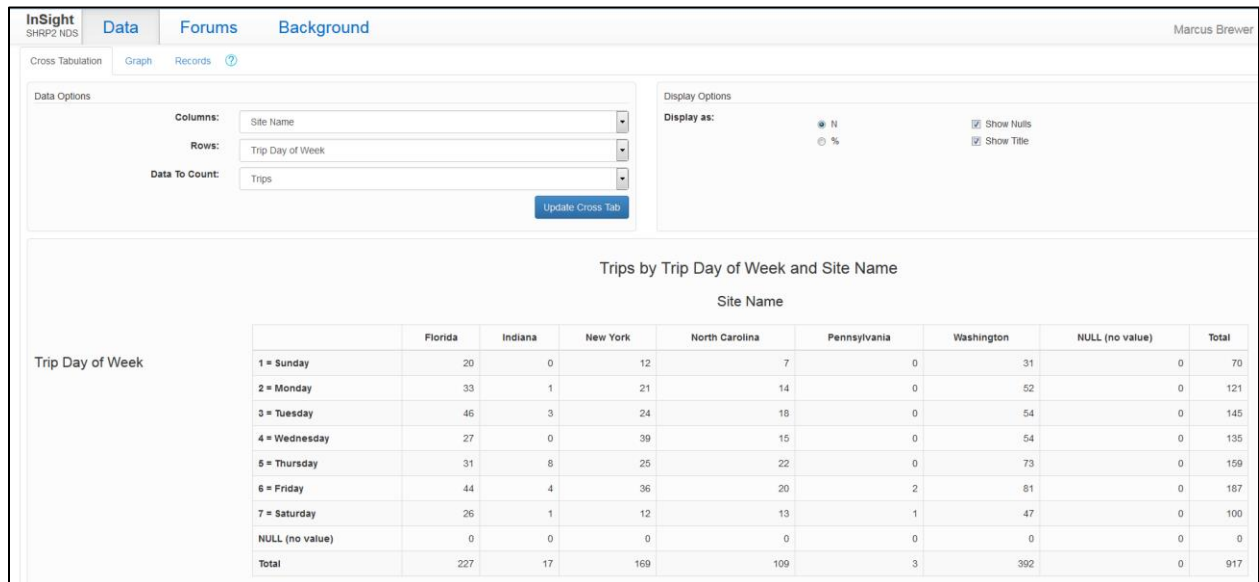 InSight
SHRP2 NDS
Data Forums Background
Marcus Brewer
Cross Tabulation Graph Records ?
Data Options
Columns: Site Name
Rows: Trip Day of Week
Data To Count: Trips
Update Cross Tab
Display Options
Display as: N Show Nulls
% Show Title
Trips by Trip Day of Week and Site Name
Site Name
Trip Day of Week
Florida Indiana New York North Carolina Pennsylvania Washington NULL (no value) Total
1 = Sunday 20 0 12 7 0 31 0 70
2 = Monday 33 1 21 14 0 52 0 121
3 = Tuesday 46 3 24 18 0 54 0 145
4 = Wednesday 27 0 39 15 0 54 0 135
5 = Thursday 31 8 25 22 0 73 0 159
6 = Friday 44 4 36 20 2 81 0 187
7 = Saturday 26 1 12 13 1 47 0 100
NULL (no value) 0 0 0 0 0 0 0 0
Total 227 17 169 109 3 392 0 917